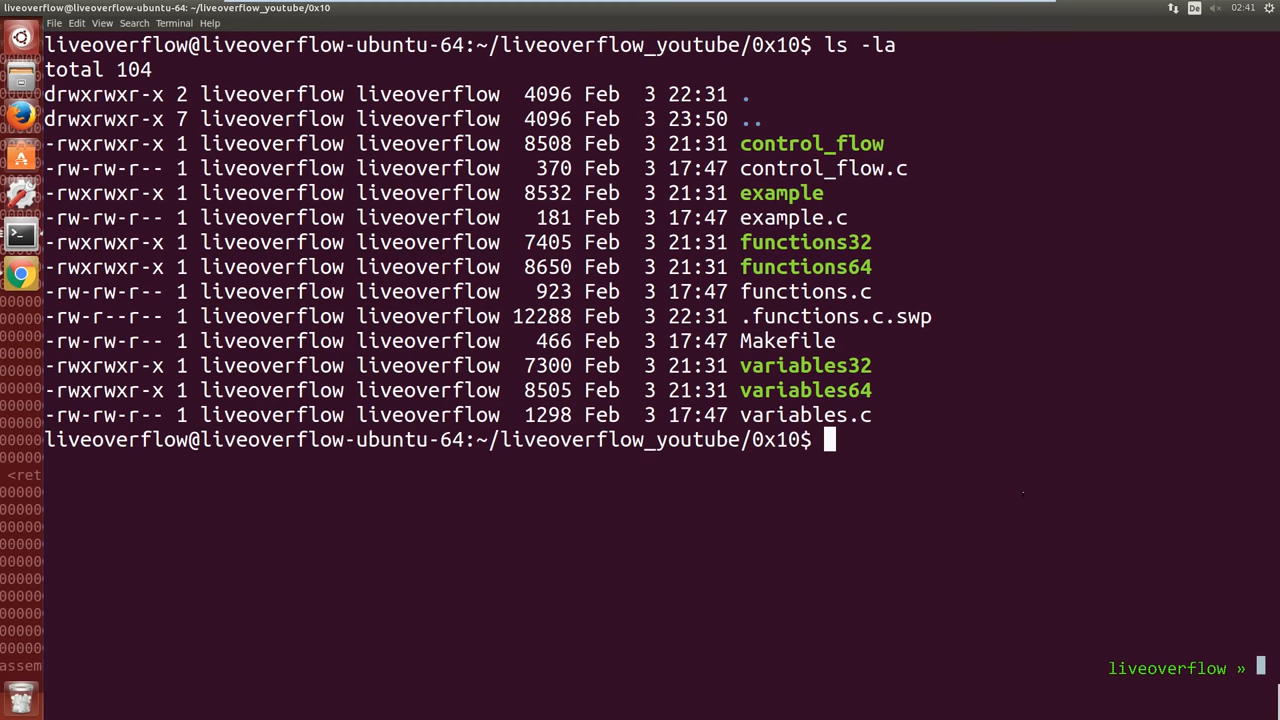 liveoverflow@liveoverflow-ubuntu-64: ~/liveoverflow_youtube/0x10
De
02:41
File Edit View Search Terminal Help
liveoverflow@liveoverflow-ubuntu-64:~/liveoverflow_youtube/0x10$ ls -la
total 104
drwxrwxr-x 2 liveoverflow liveoverflow  4096 Feb  3 22:31 .
drwxrwxr-x 7 liveoverflow liveoverflow  4096 Feb  3 23:50 ..
-rwxrwxr-x 1 liveoverflow liveoverflow  8508 Feb  3 21:31 control_flow
-rw-rw-r-- 1 liveoverflow liveoverflow   370 Feb  3 17:47 control_flow.c
-rwxrwxr-x 1 liveoverflow liveoverflow  8532 Feb  3 21:31 example
-rw-rw-r-- 1 liveoverflow liveoverflow   181 Feb  3 17:47 example.c
-rwxrwxr-x 1 liveoverflow liveoverflow  7405 Feb  3 21:31 functions32
-rwxrwxr-x 1 liveoverflow liveoverflow  8650 Feb  3 21:31 functions64
-rw-rw-r-- 1 liveoverflow liveoverflow   923 Feb  3 17:47 functions.c
-rw-r--r-- 1 liveoverflow liveoverflow 12288 Feb  3 22:31 .functions.c.swp
-rw-rw-r-- 1 liveoverflow liveoverflow   466 Feb  3 17:47 Makefile
-rwxrwxr-x 1 liveoverflow liveoverflow  7300 Feb  3 21:31 variables32
-rwxrwxr-x 1 liveoverflow liveoverflow  8505 Feb  3 21:31 variables64
-rw-rw-r-- 1 liveoverflow liveoverflow  1298 Feb  3 17:47 variables.c
liveoverflow@liveoverflow-ubuntu-64:~/liveoverflow_youtube/0x10$
<ret
assem
liveoverflow »